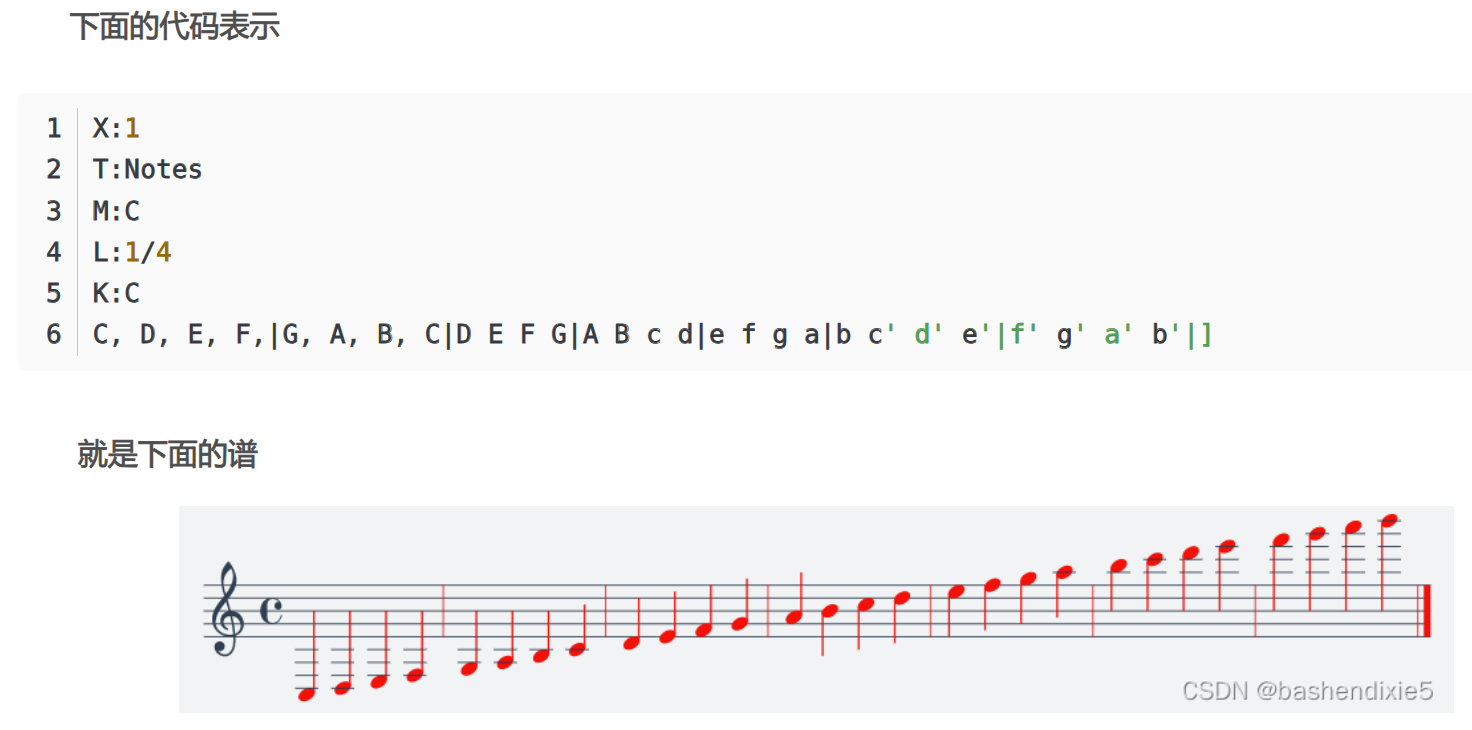 下面的代码表示
1 X:1
2 T:Notes
3 M:C
4 L:1/4
5 K:C
6 C, D, E, F,|G, A, B, C|D E F G|A B c d|e f g a|b c' d' e'|f' g' a' b'|]
就是下面的谱
CSDN @bashendixie5